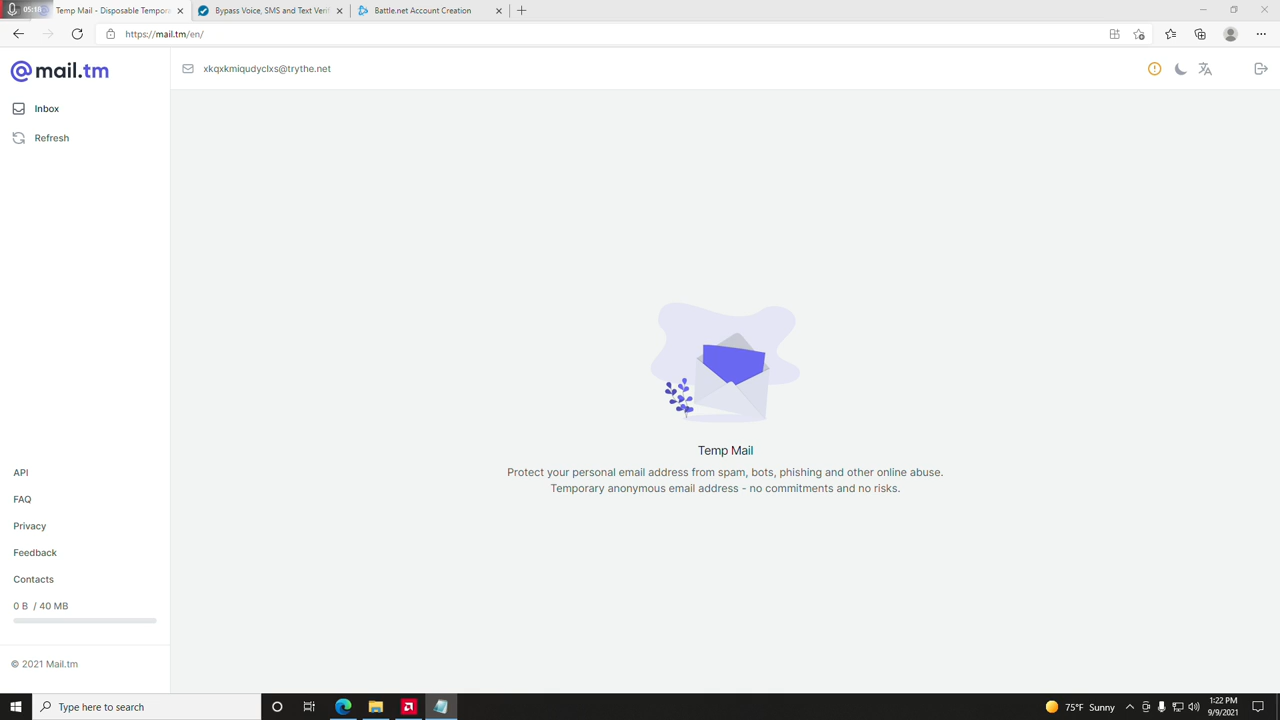 05:10
Temp Mail - Disposable Tempora
Bypass Voice, SMS and Text Veri
Battle.net Account Creation
https://mail.tm/en/
@mail.tm
xkqxkmiqudyclxs@trythe.net
Inbox
Refresh
Temp Mail
Protect your personal email address from spam, bots, phishing and other online abuse.
Temporary anonymous email address - no commitments and no risks.
API
FAQ
Privacy
Feedback
Contacts
0 B / 40 MB
© 2021 Mail.tm
Type here to search
75°F Sunny
1:22 PM
9/9/2021